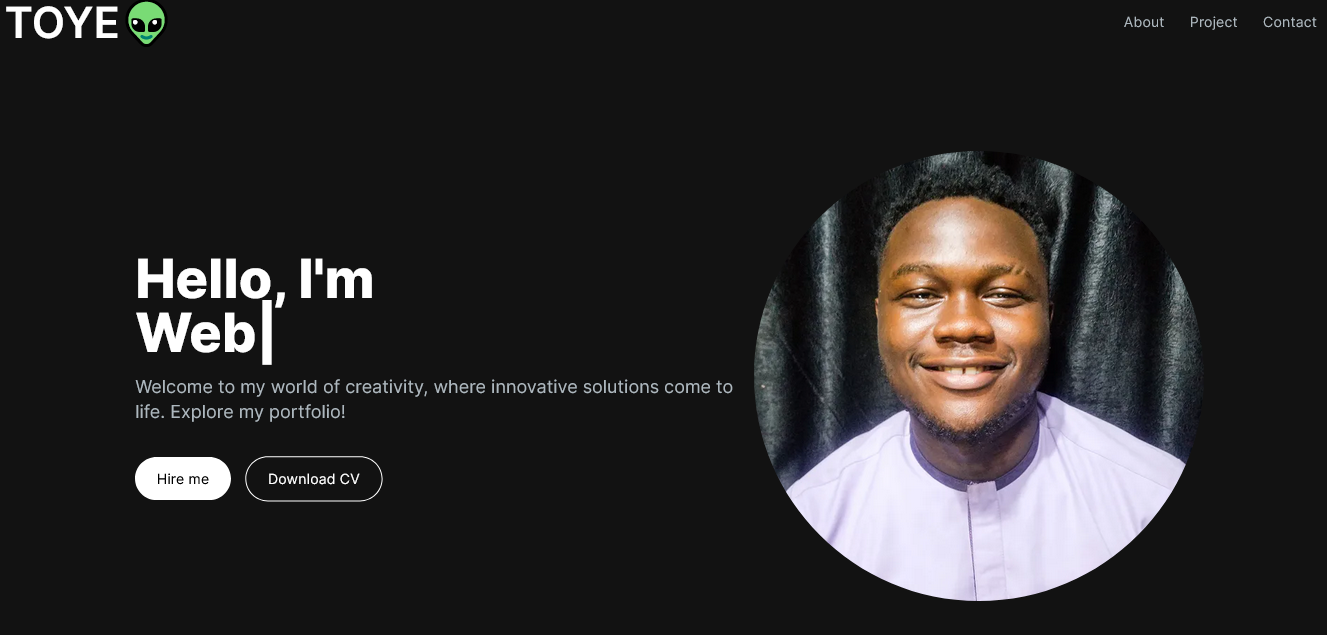 TOYE
About Project Contact
Hello, I'm
Web
Welcome to my world of creativity, where innovative solutions come to
life. Explore my portfolio!
Hire me Download CV